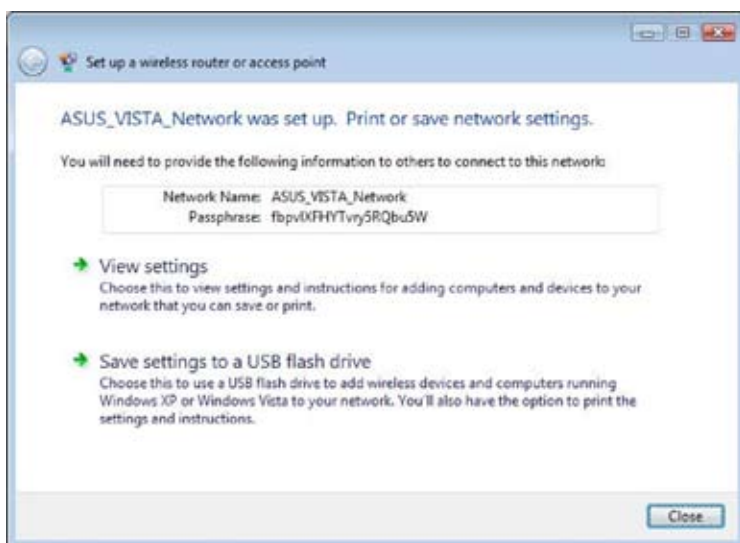 Set up a wireless router or access point
ASUS_VISTA_Network was set up. Print or save network settings.
You will need to provide the following information to others to connect to this network:
Network Name: ASUS_VISTA_Network
Passphrase: fbpvIXFHYTvry5RQbu5W
View settings
Choose this to view settings and instructions for adding computers and devices to your
network that you can save or print.
Save settings to a USB flash drive
Choose this to use a USB flash drive to add wireless devices and computers running
Windows XP or Windows Vista to your network. You'll also have the option to print the
settings and instructions.
Close